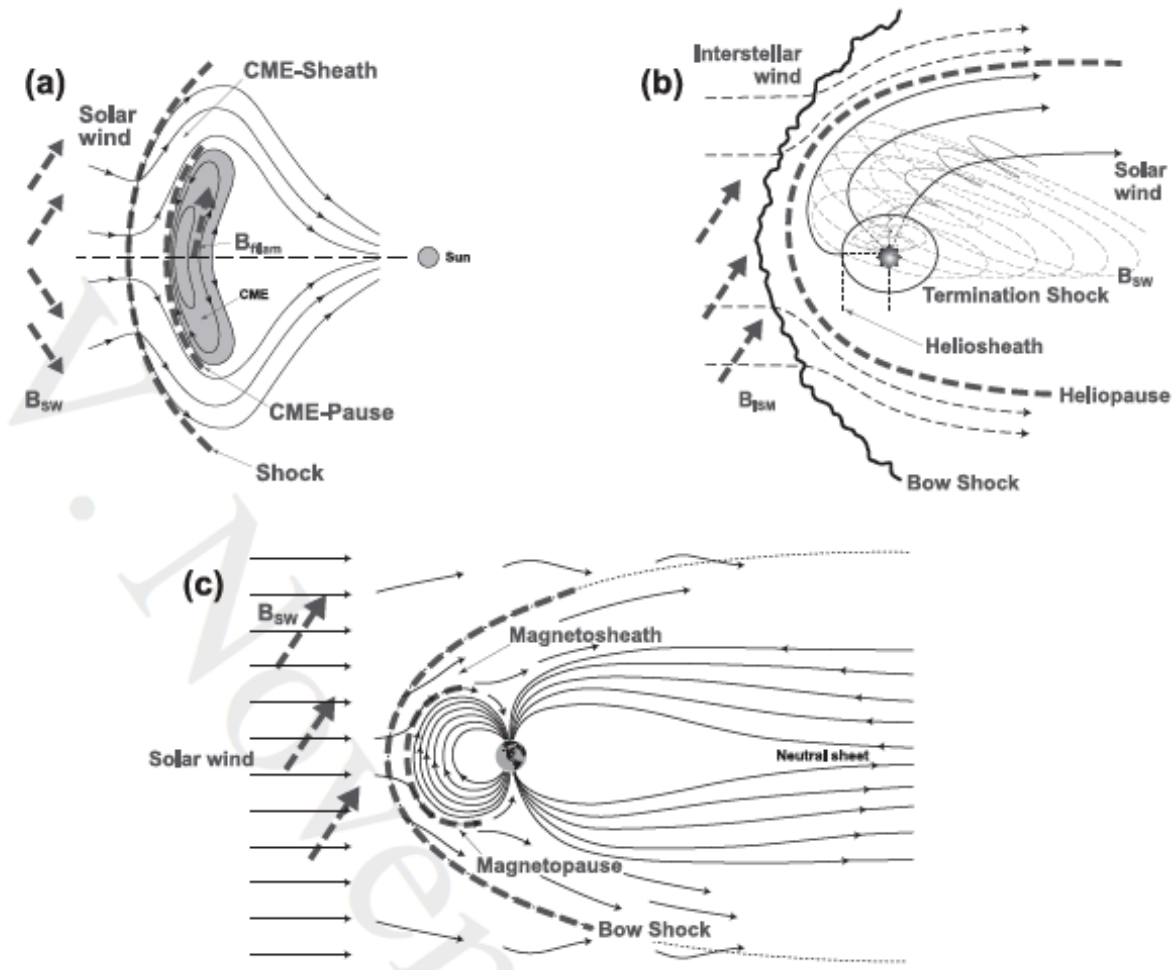 (a)
CME-Sheath
Solar
wind
B_filam
Sun
CME
B_SW
CME-Pause
Shock
(b)
Interstellar
wind
Solar
wind
B_SW
Termination Shock
Heliosheath
B_ISM
Heliopause
Bow Shock
(c)
B_SW
Magnetosheath
Solar wind
Neutral sheet
Magnetopause
Bow Shock
V. Nover